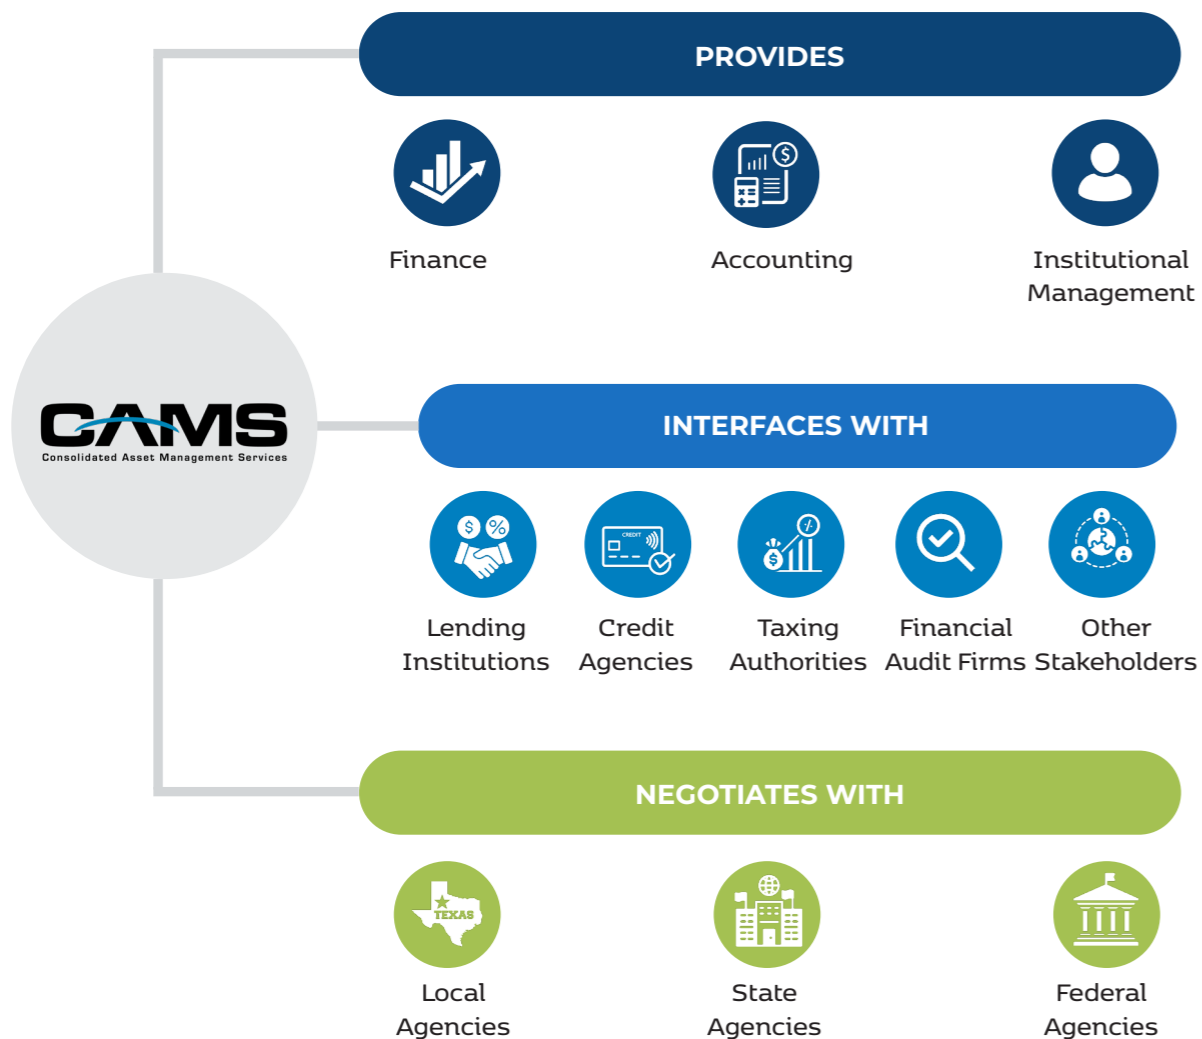 PROVIDES
Finance
Accounting
Institutional
Management
CAMS
Consolidated Asset Management Services
INTERFACES WITH
$ %
CREDIT
$
Lending
Institutions
Credit
Agencies
Taxing
Authorities
Financial
Audit Firms
Other
Stakeholders
NEGOTIATES WITH
TEXAS
Local
Agencies
State
Agencies
Federal
Agencies